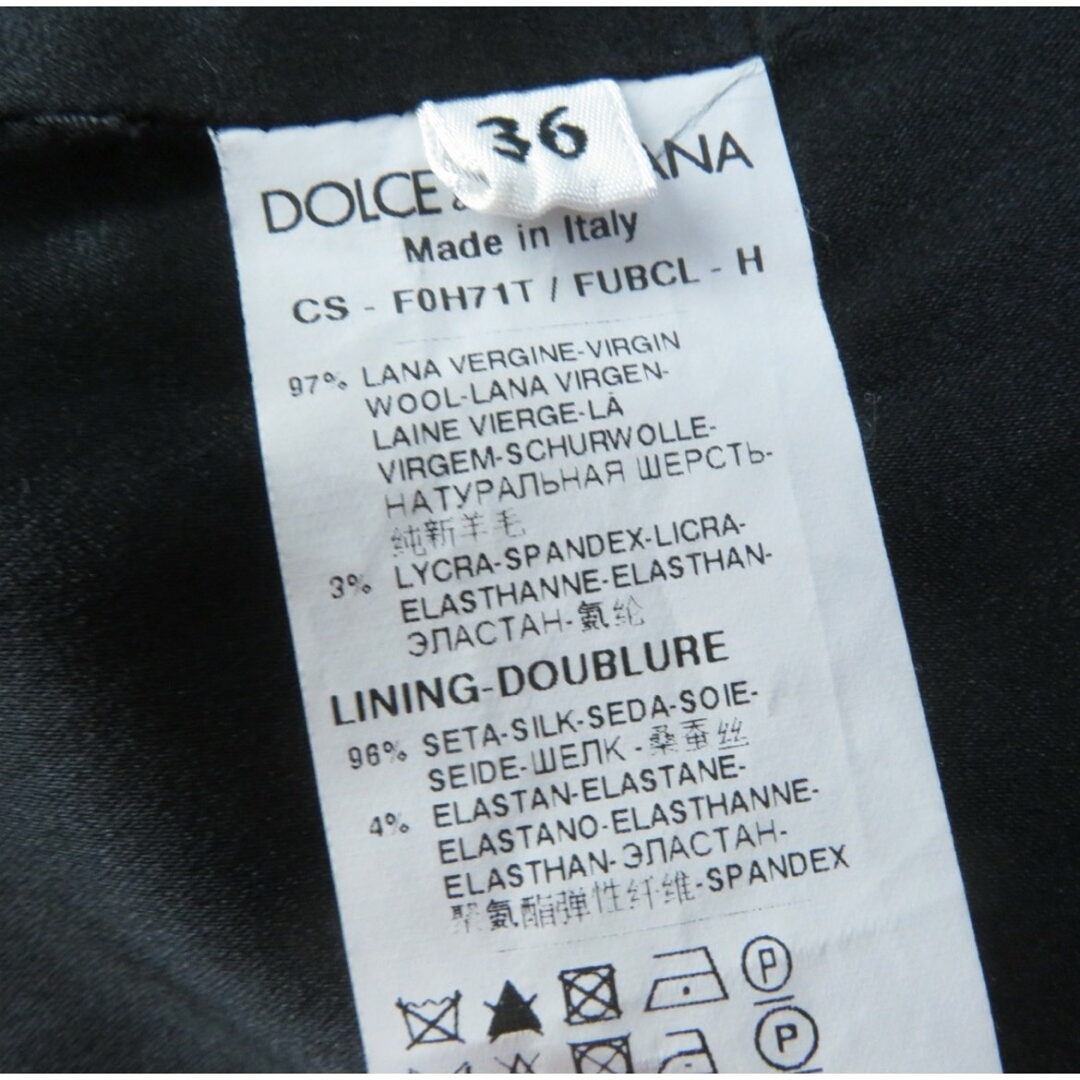 36
DOLCE & ANA
Made in Italy
CS - F0H71T / FUBCL - H
97% LANA VERGINE-VIRGIN
WOOL-LANA VIRGEN-
LAINE VIERGE-LÀ
VIRGEM-SCHURWOLLE-
НАТУРАЛЬНАЯ ШЕРСТЬ-
纯新羊毛
3% LYCRA-SPANDEX-LICRA-
ELASTHANNE-ELASTHAN-
ЭЛАСТАН-氨纶
LINING-DOUBLURE
96% SETA-SILK-SEDA-SOIE-
SEIDE-ШЕЛК -桑蚕丝
4% ELASTAN-ELASTANE-
ELASTANO-ELASTHANNE-
ELASTHAN-ЭЛАСТАН-
聚氨酯弹性纤维-SPANDEX
P
P